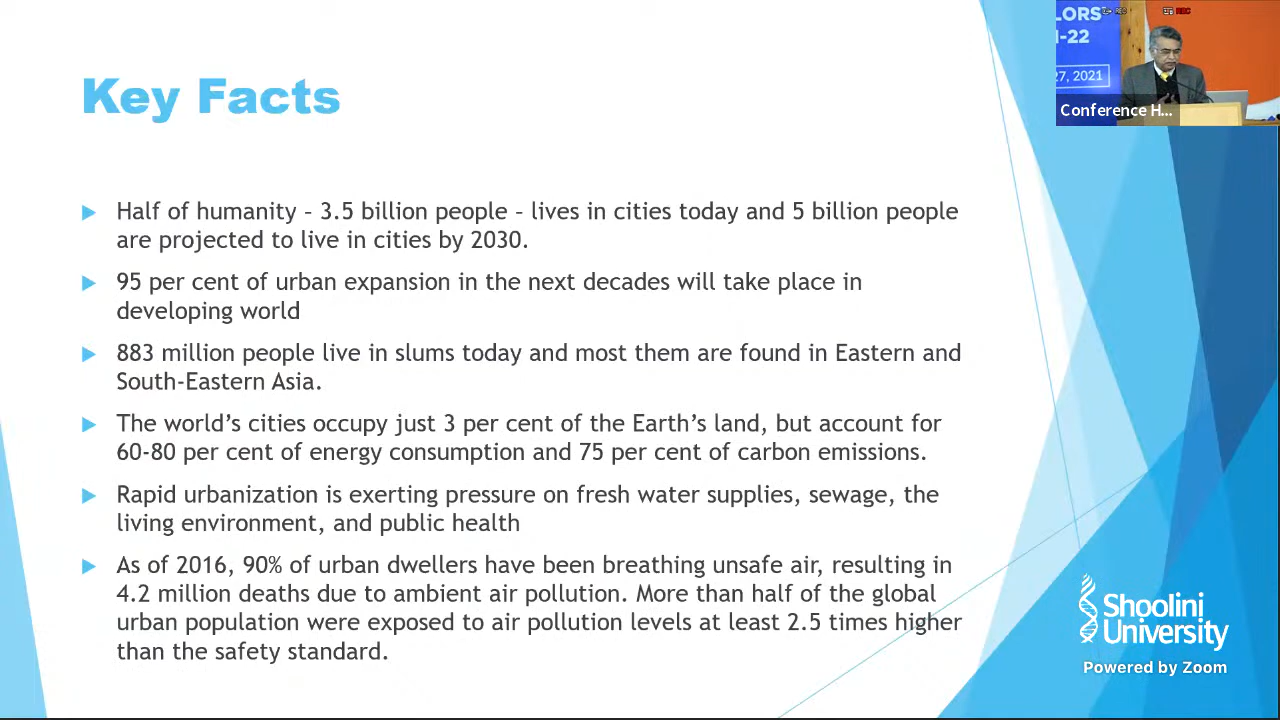 Key Facts
Half of humanity – 3.5 billion people – lives in cities today and 5 billion people
are projected to live in cities by 2030.
95 per cent of urban expansion in the next decades will take place in
developing world
883 million people live in slums today and most them are found in Eastern and
South-Eastern Asia.
The world's cities occupy just 3 per cent of the Earth's land, but account for
60-80 per cent of energy consumption and 75 per cent of carbon emissions.
Rapid urbanization is exerting pressure on fresh water supplies, sewage, the
living environment, and public health
As of 2016, 90% of urban dwellers have been breathing unsafe air, resulting in
4.2 million deaths due to ambient air pollution. More than half of the global
urban population were exposed to air pollution levels at least 2.5 times higher
than the safety standard.
LORS
-22
27, 2021
Conference H...
Shoolini
University
Powered by Zoom